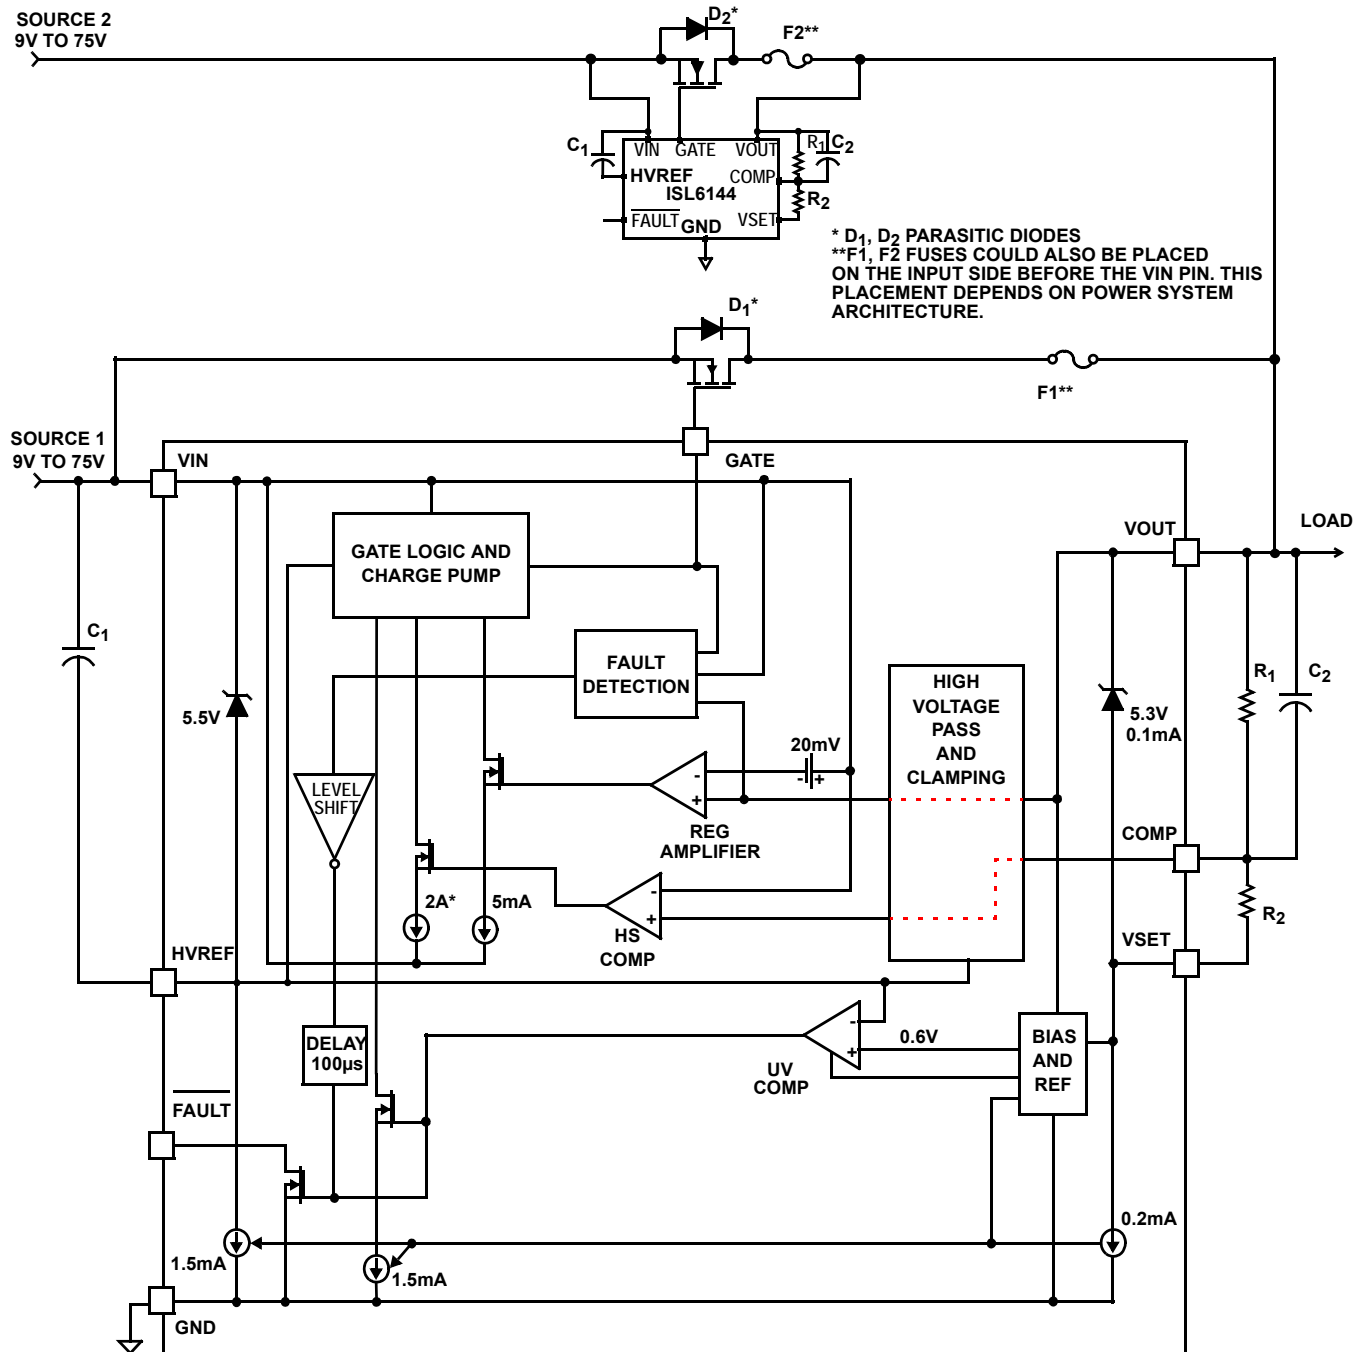 SOURCE 2
9V TO 75V
D2*
F2**
C1
VIN GATE VOUT
R1 C2
HVREF
COMP
ISL6144
R2
FAULT GND VSET
* D1, D2 PARASITIC DIODES
**F1, F2 FUSES COULD ALSO BE PLACED
ON THE INPUT SIDE BEFORE THE VIN PIN. THIS
PLACEMENT DEPENDS ON POWER SYSTEM
ARCHITECTURE.
D1*
F1**
SOURCE 1
9V TO 75V
VIN
GATE
VOUT
LOAD
GATE LOGIC AND
CHARGE PUMP
C1
FAULT
DETECTION
HIGH
VOLTAGE
PASS
AND
CLAMPING
R1
C2
5.5V
5.3V
0.1mA
20mV
- +
LEVEL
SHIFT
-
+
REG
AMPLIFIER
COMP
2A*
5mA
-
+
HS
COMP
R2
HVREF
VSET
DELAY
100µs
-
+
0.6V
UV
COMP
BIAS
AND
REF
FAULT
0.2mA
1.5mA
1.5mA
GND